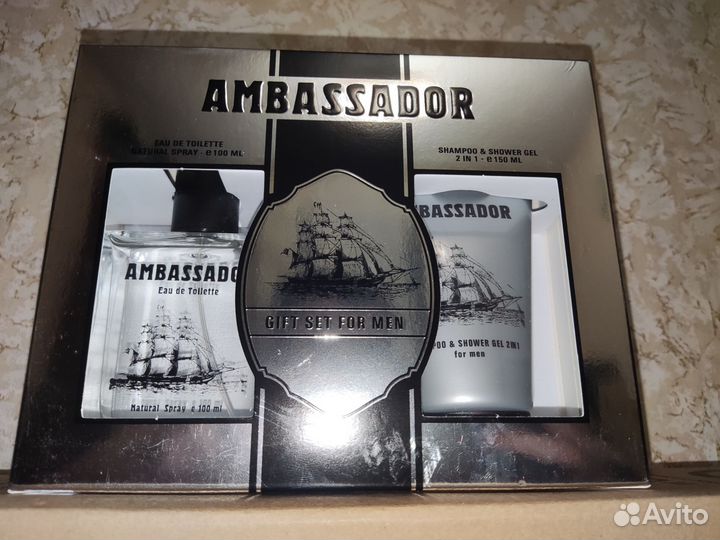 AMBASSADOR
EAU DE TOILETTE
NATURAL SPRAY - e 100 ML
SHAMPOO & SHOWER GEL
2 IN 1 - e 150 ML
AMBASSADO
Eau de Toilette
Natural Spray e 100 ml
GIFT SET FOR MEN
MBASSADOR
POO & SHOWER GEL 2IN1
for men
Avito